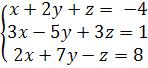 x + 2y + z = −4
3x − 5y + 3z = 1
2x + 7y − z = 8